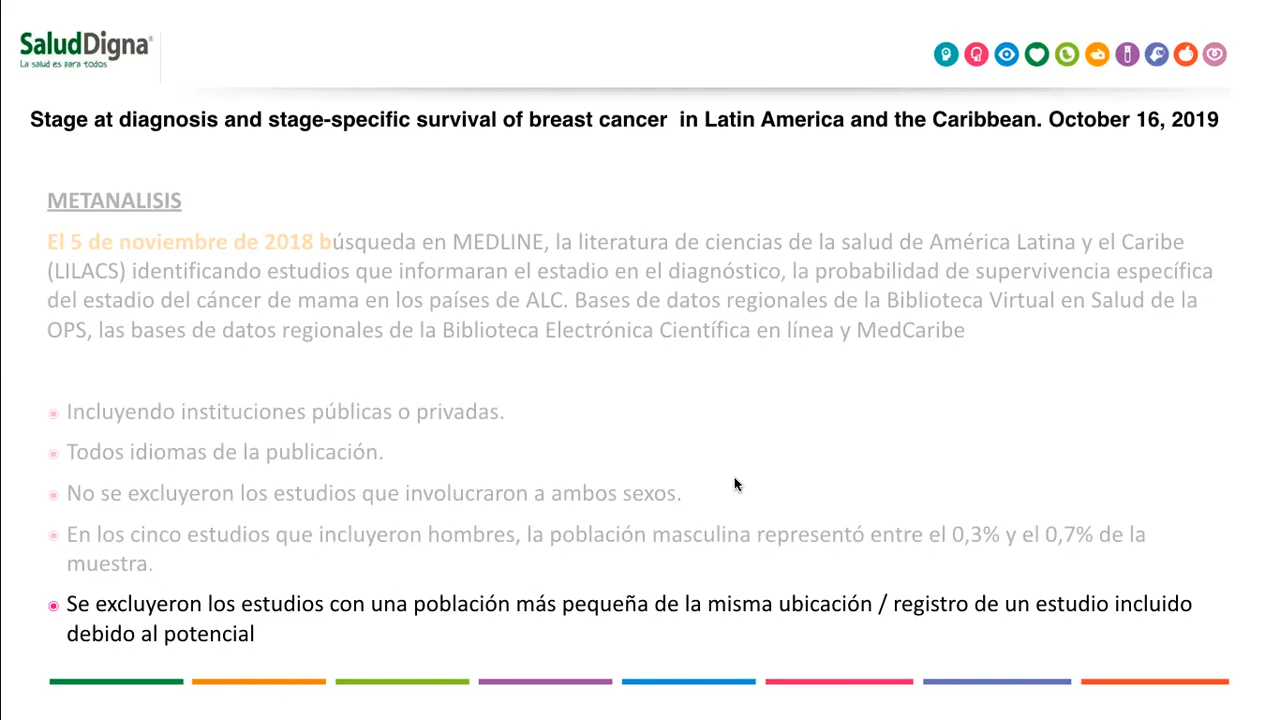 SaludDigna®
La salud es para todos
Stage at diagnosis and stage-specific survival of breast cancer in Latin America and the Caribbean. October 16, 2019
METANALISIS
El 5 de noviembre de 2018 búsqueda en MEDLINE, la literatura de ciencias de la salud de América Latina y el Caribe
(LILACS) identificando estudios que informaran el estadio en el diagnóstico, la probabilidad de supervivencia específica
del estadio del cáncer de mama en los países de ALC. Bases de datos regionales de la Biblioteca Virtual en Salud de la
OPS, las bases de datos regionales de la Biblioteca Electrónica Científica en línea y MedCaribe
Incluyendo instituciones públicas o privadas.
Todos idiomas de la publicación.
No se excluyeron los estudios que involucraron a ambos sexos.
En los cinco estudios que incluyeron hombres, la población masculina representó entre el 0,3% y el 0,7% de la
muestra.
Se excluyeron los estudios con una población más pequeña de la misma ubicación / registro de un estudio incluido
debido al potencial